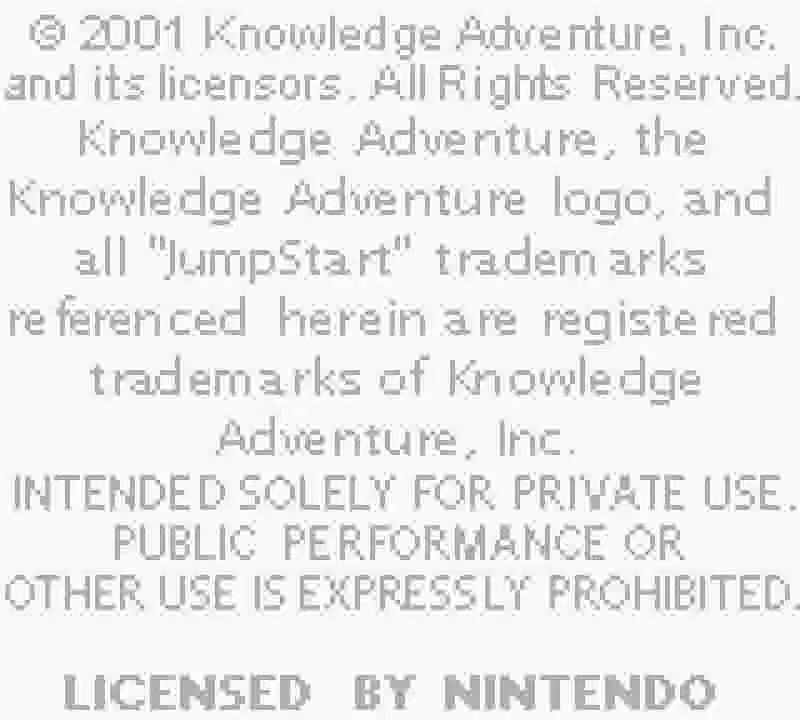 © 2001 Knowledge Adventure, Inc.
and its licensors. All Rights Reserved.
Knowledge Adventure, the
Knowledge Adventure logo, and
all "JumpStart" trademarks
referenced herein are registered
trademarks of Knowledge
Adventure, Inc.
INTENDED SOLELY FOR PRIVATE USE.
PUBLIC PERFORMANCE OR
OTHER USE IS EXPRESSLY PROHIBITED.
LICENSED BY NINTENDO